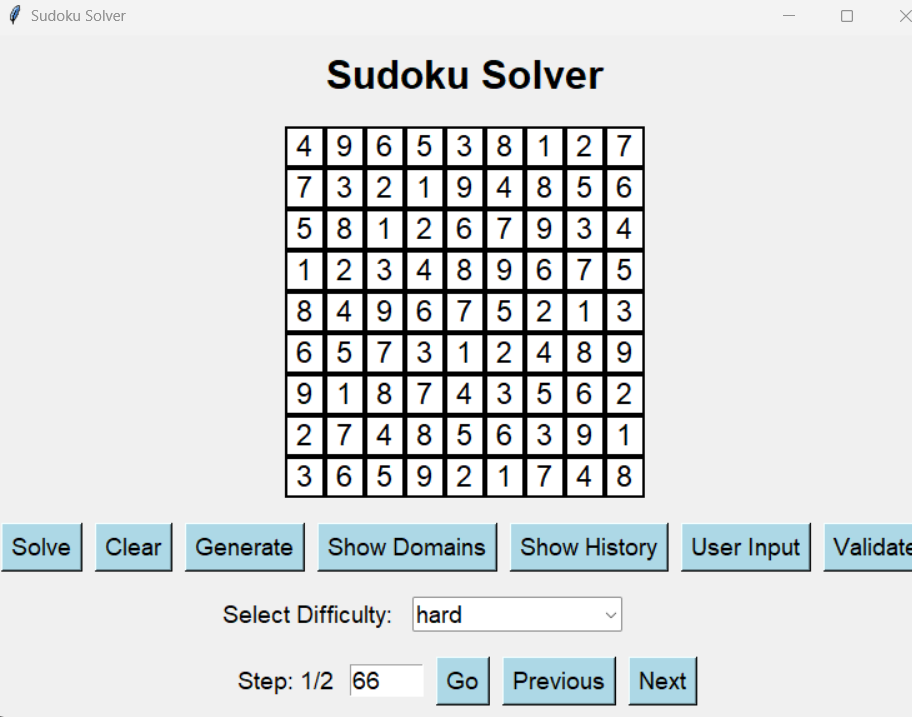 Sudoku Solver
Sudoku Solver
4 9 6 5 3 8 1 2 7
7 3 2 1 9 4 8 5 6
5 8 1 2 6 7 9 3 4
1 2 3 4 8 9 6 7 5
8 4 9 6 7 5 2 1 3
6 5 7 3 1 2 4 8 9
9 1 8 7 4 3 5 6 2
2 7 4 8 5 6 3 9 1
3 6 5 9 2 1 7 4 8
Solve Clear Generate Show Domains Show History User Input Validate
Select Difficulty: hard
Step: 1/2 66 Go Previous Next